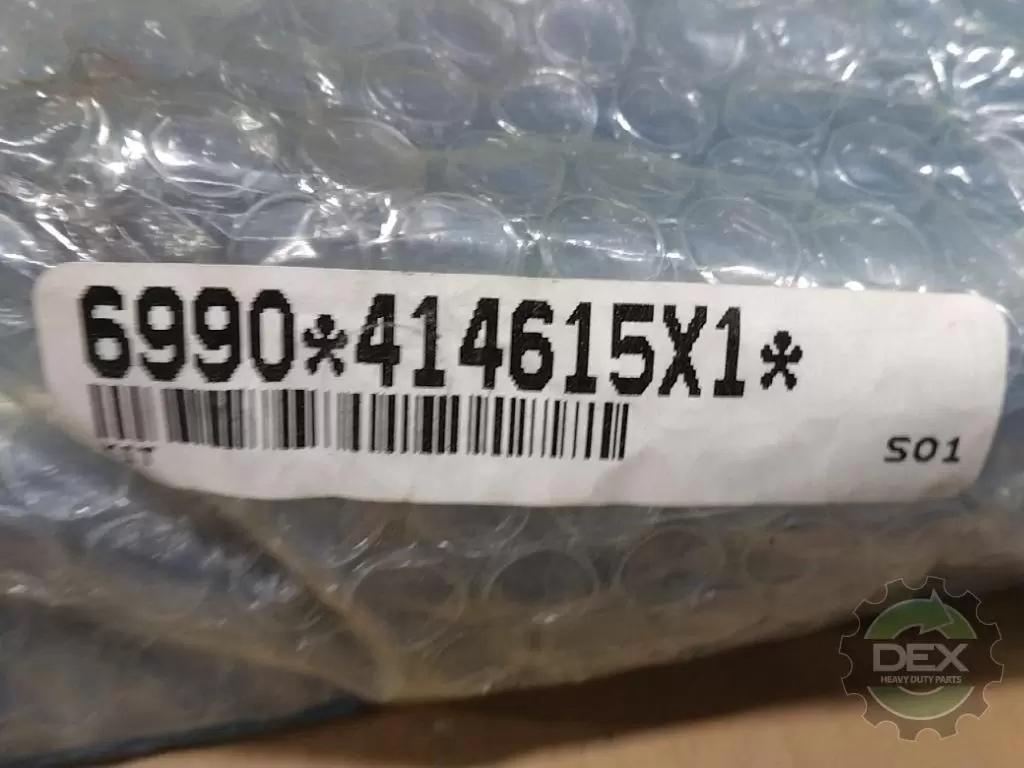 6990*414615X1*
S01
DEX
HEAVY DUTY PARTS